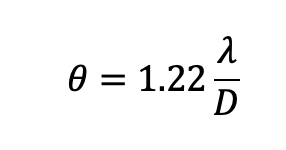 θ = 1.22 λ/D